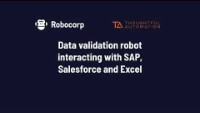 Robocorp
THOUGHTFUL
AUTOMATION
Data validation robot
interacting with SAP,
Salesforce and Excel